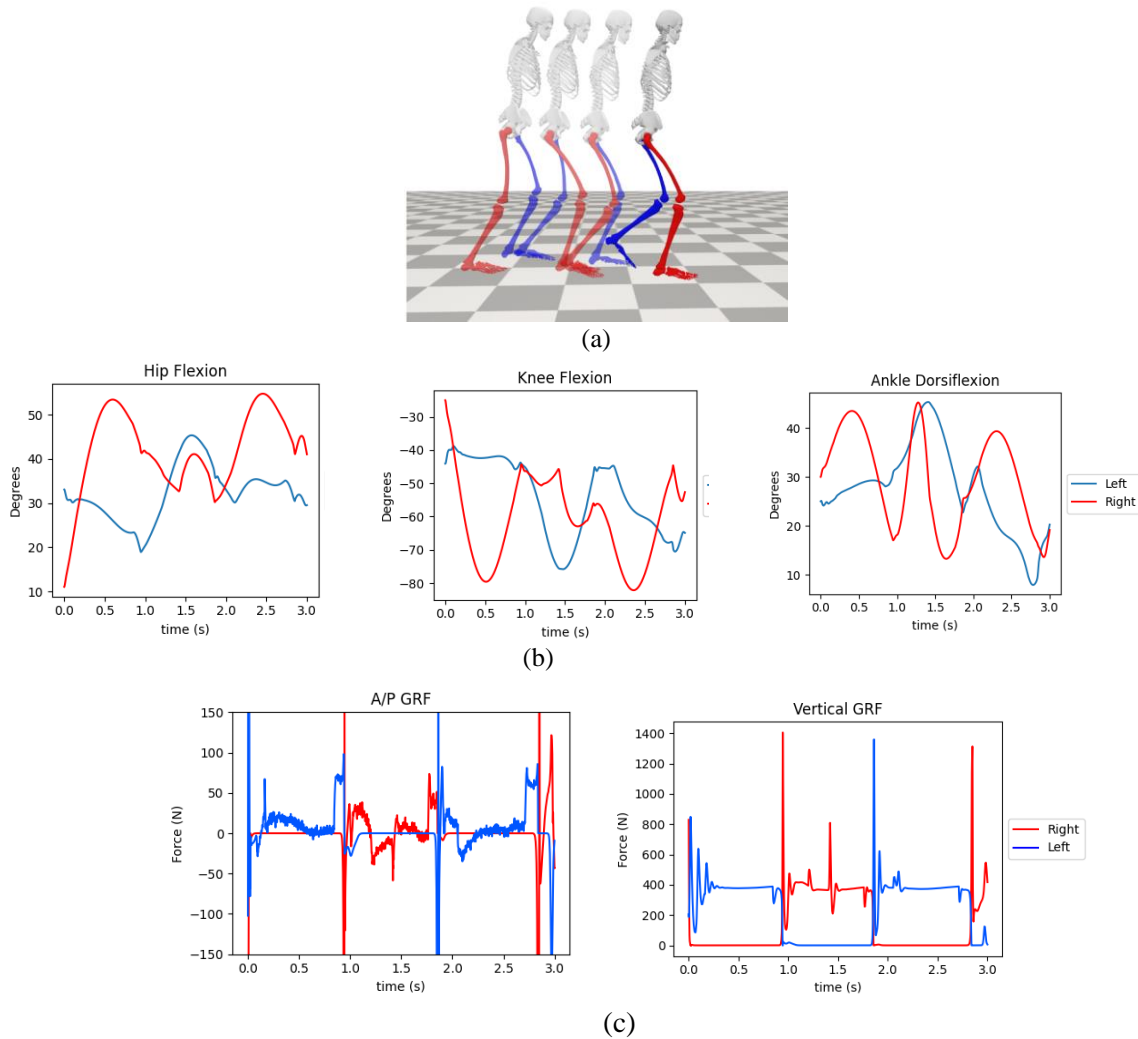 (a)
Hip Flexion
50
40
30
20
10
Degrees
0.0 0.5 1.0 1.5 2.0 2.5 3.0
time (s)
Knee Flexion
−30
−40
−50
−60
−70
−80
Degrees
0.0 0.5 1.0 1.5 2.0 2.5 3.0
time (s)
Ankle Dorsiflexion
40
30
20
10
Degrees
0.0 0.5 1.0 1.5 2.0 2.5 3.0
time (s)
Left
Right
(b)
A/P GRF
150
100
50
0
−50
−100
−150
Force (N)
0.0 0.5 1.0 1.5 2.0 2.5 3.0
time (s)
Vertical GRF
1400
1200
1000
800
600
400
200
0
Force (N)
0.0 0.5 1.0 1.5 2.0 2.5 3.0
time (s)
Right
Left
(c)